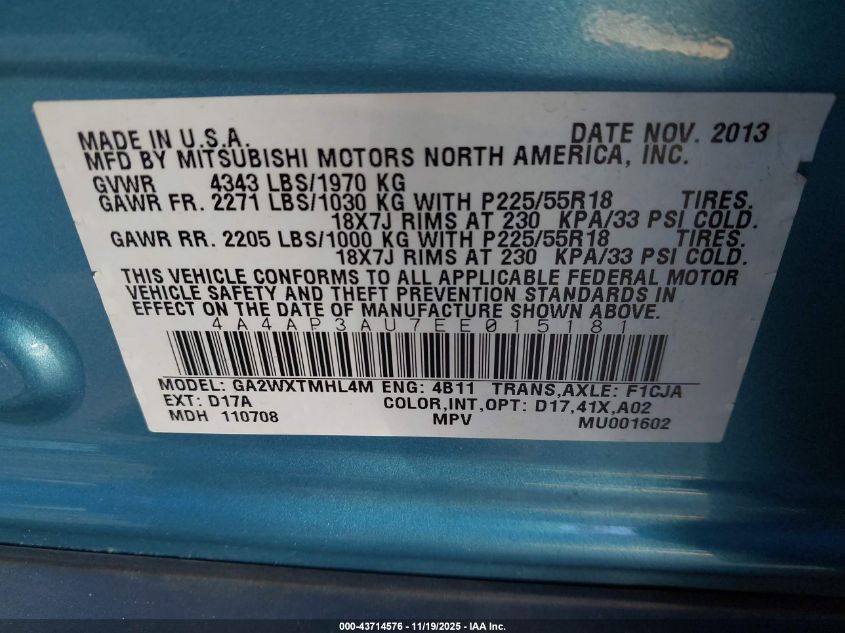 MADE IN U.S.A. DATE NOV. 2013
MFD BY MITSUBISHI MOTORS NORTH AMERICA, INC.
GVWR 4343 LBS/1970 KG
GAWR FR. 2271 LBS/1030 KG WITH P225/55R18 TIRES.
18X7J RIMS AT 230 KPA/33 PSI COLD.
GAWR RR. 2205 LBS/1000 KG WITH P225/55R18 TIRES.
18X7J RIMS AT 230 KPA/33 PSI COLD.
THIS VEHICLE CONFORMS TO ALL APPLICABLE FEDERAL MOTOR
VEHICLE SAFETY AND THEFT PREVENTION STANDARDS IN
EFFECT ON THE DATE OF MANUFACTURE SHOWN ABOVE.
4A4AP3AU7EE015181
MODEL: GA2WXTMHL4M ENG: 4B11 TRANS,AXLE: F1CJA
EXT: D17A COLOR,INT,OPT: D17,41X,A02
MDH 110708 MPV MU001602
000-43714576 - 11/19/2025 - IAA Inc.